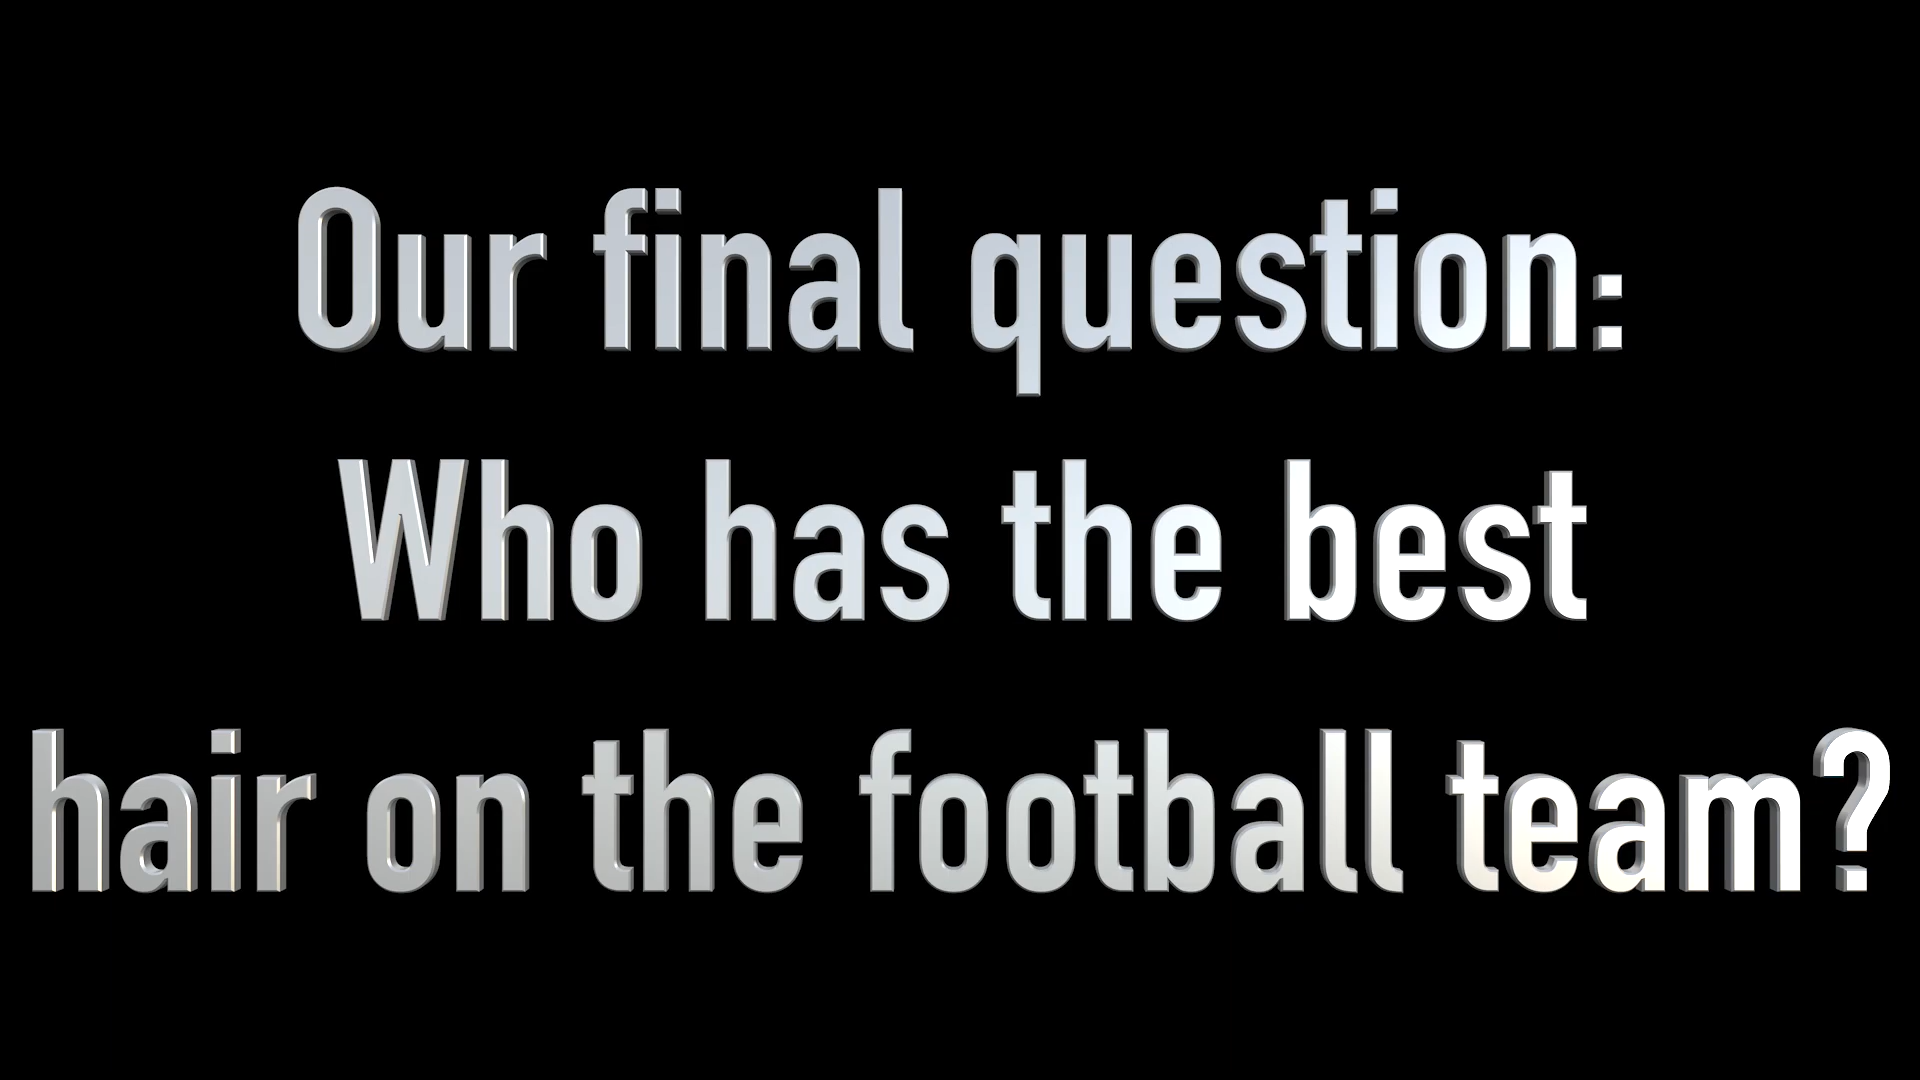 Our final question:
Who has the best
hair on the football team?